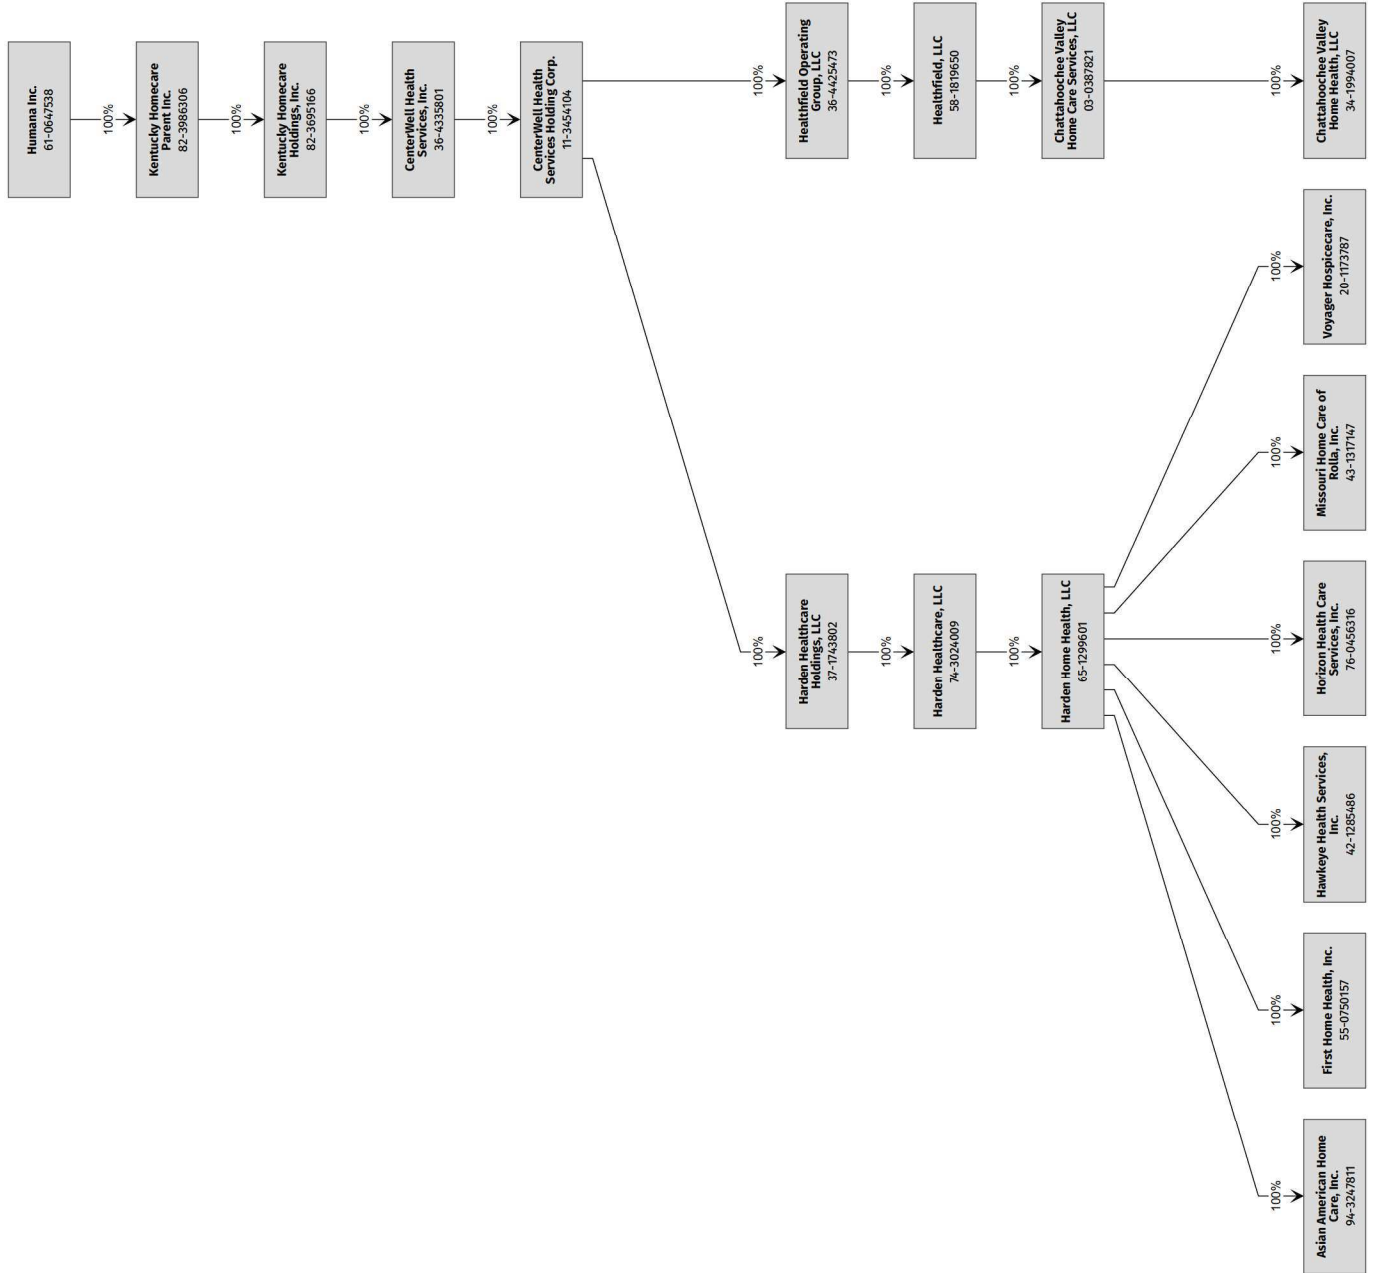 Humana Inc.
61-0647538
100%
Kentucky Homecare
Parent Inc.
82-3986306
100%
Kentucky Homecare
Holdings, Inc.
82-3695166
100%
CenterWell Health
Services, Inc.
36-4335801
100%
CenterWell Health
Services Holding Corp.
11-3454104
100%
Harden Healthcare
Holdings, LLC
37-1743802
100%
Healthfield Operating
Group, LLC
36-4425473
100%
Harden Healthcare, LLC
74-3024009
100%
Healthfield, LLC
58-1819650
100%
Harden Home Health, LLC
65-1299601
100%
Chattahoochee Valley
Home Care Services, LLC
03-0387821
100%
Asian American Home
Care, Inc.
94-3247811
100%
First Home Health, Inc.
55-0750157
100%
Hawkeye Health Services,
Inc.
42-1285486
100%
Horizon Health Care
Services, Inc.
76-0456316
100%
Missouri Home Care of
Rolla, Inc.
43-1317147
100%
Voyager Hospicecare, Inc.
20-1173787
100%
Chattahoochee Valley
Home Health, LLC
34-1994007